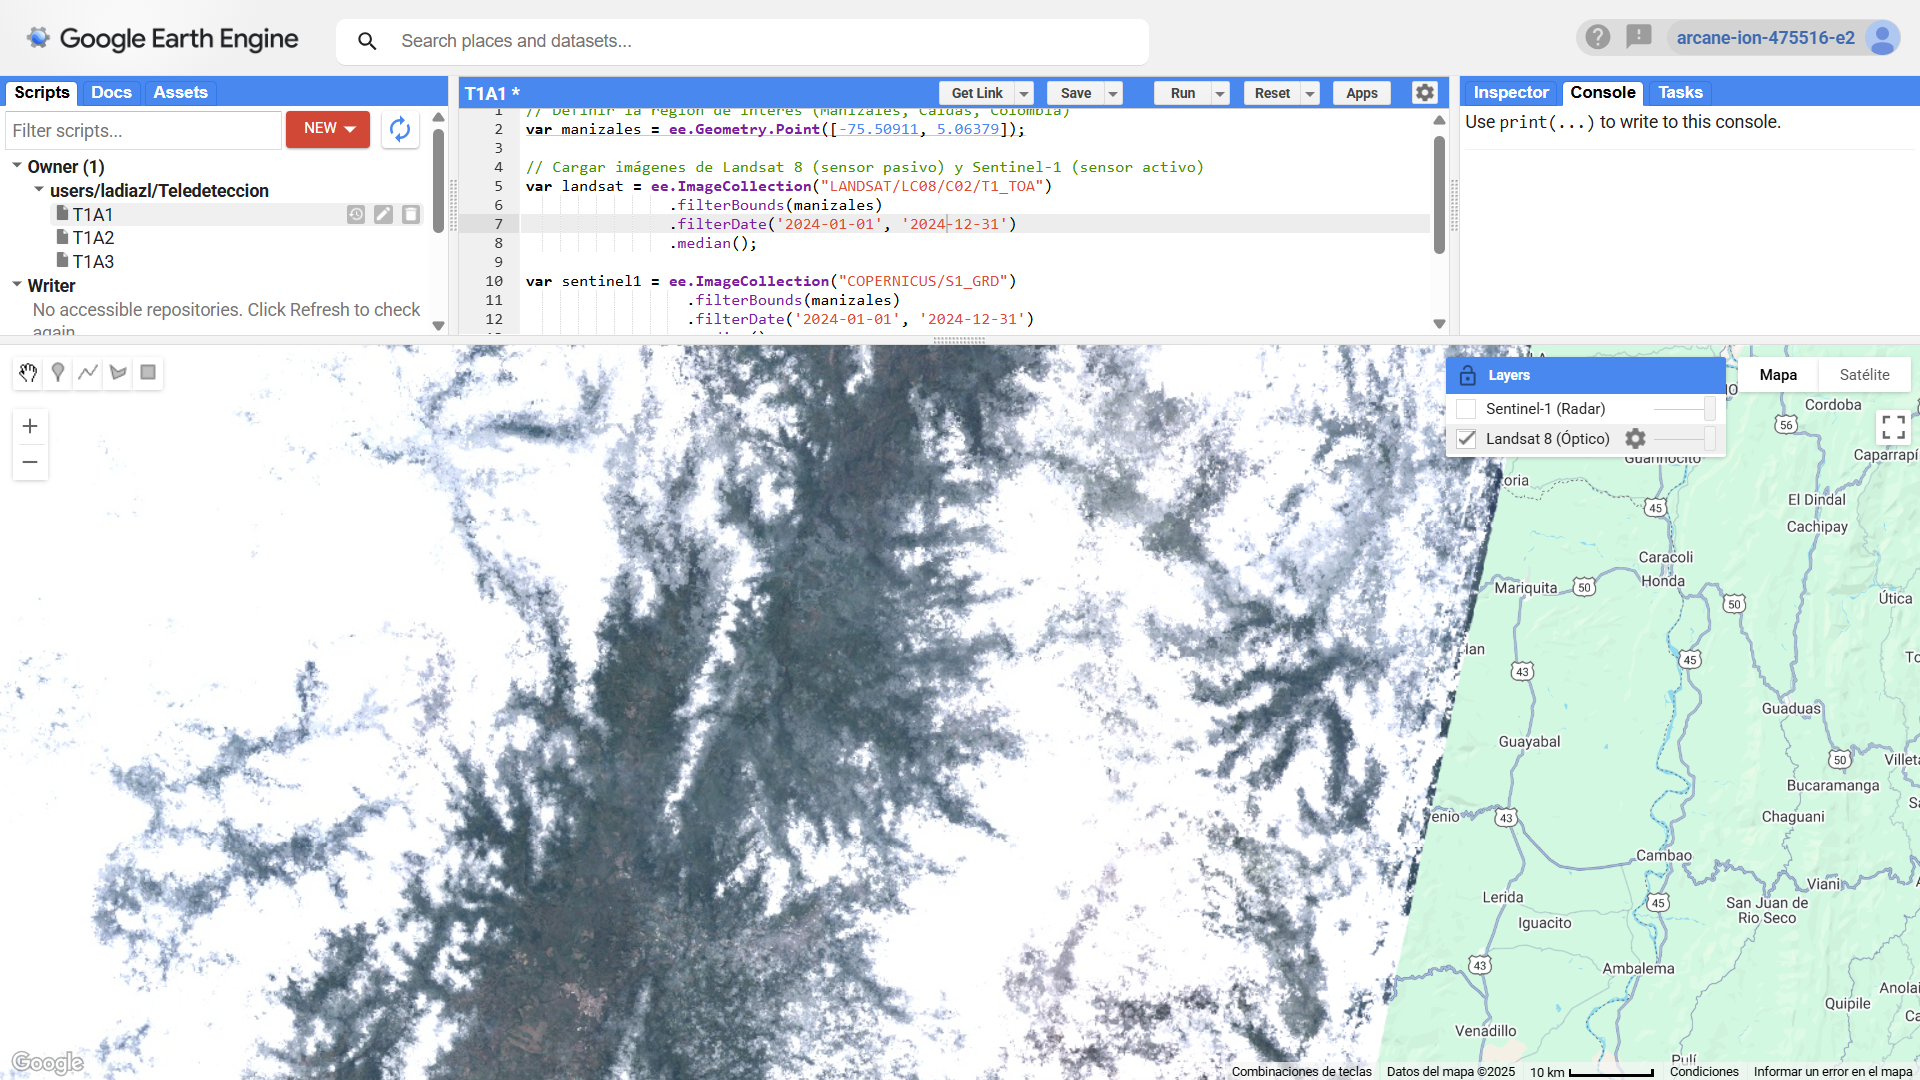 Google Earth Engine
Search places and datasets...
arcane-ion-475516-e2
Scripts
Docs
Assets
Filter scripts...
NEW
Owner (1)
users/ladiazl/Teledeteccion
T1A1
T1A2
T1A3
Writer
No accessible repositories. Click Refresh to check
again
T1A1 *
Get Link
Save
Run
Reset
Apps
1 // Definir la región de interés (Manizales, Caldas, Colombia)
2 var manizales = ee.Geometry.Point([-75.50911, 5.06379]);
3
4 // Cargar imágenes de Landsat 8 (sensor pasivo) y Sentinel-1 (sensor activo)
5 var landsat = ee.ImageCollection("LANDSAT/LC08/C02/T1_TOA")
6 .filterBounds(manizales)
7 .filterDate('2024-01-01', '2024-12-31')
8 .median();
9
10 var sentinel1 = ee.ImageCollection("COPERNICUS/S1_GRD")
11 .filterBounds(manizales)
12 .filterDate('2024-01-01', '2024-12-31')
Inspector
Console
Tasks
Use print(...) to write to this console.
Layers
Sentinel-1 (Radar)
Landsat 8 (Óptico)
Mapa
Satélite
Cordoba
56
Caparrapí
Guarinocito
oria
45
El Dindal
Cachipay
Caracoli
Mariquita
50
Honda
50
Útica
lan
43
45
Guaduas
Guayabal
50
Villeta
Bucaramanga
enio
43
Chaguani
Cambao
Viani
Lerida
45
San Juan de
Rio Seco
Iguacito
43
Ambalema
Anolai
Quipile
Venadillo
Pulí
Google
Combinaciones de teclas
Datos del mapa ©2025
10 km
Condiciones
Informar un error en el mapa